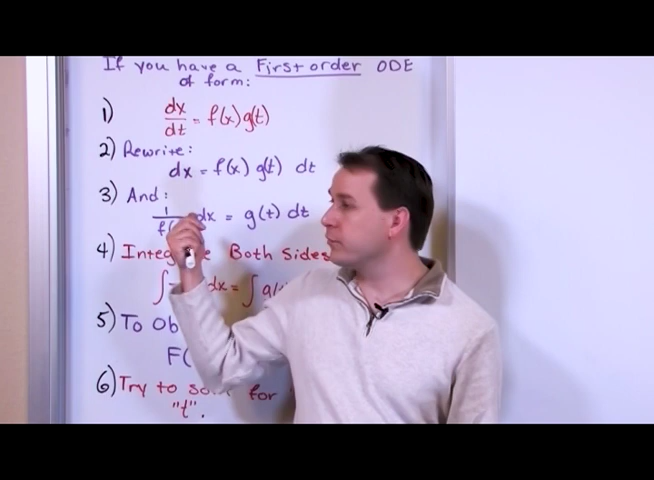 If you have a First order ODE
of form:
1) dx/dt = f(x)g(t)
2) Rewrite:
dx = f(x) g(t) dt
3) And:
1/f( dx = g(t) dt
4) Integ Both Sides
∫ dx = ∫ g(
5) To Ob
F(
6) Try to so for
"t".